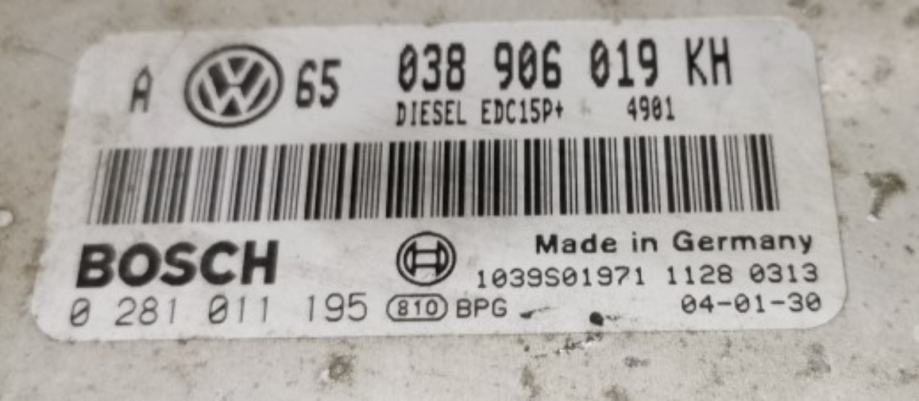 A VW 65 038 906 019 KH
DIESEL EDC15P+ 4901
BOSCH Made in Germany
1039S01971 1128 0313
0 281 011 195 810 BPG 04-01-30